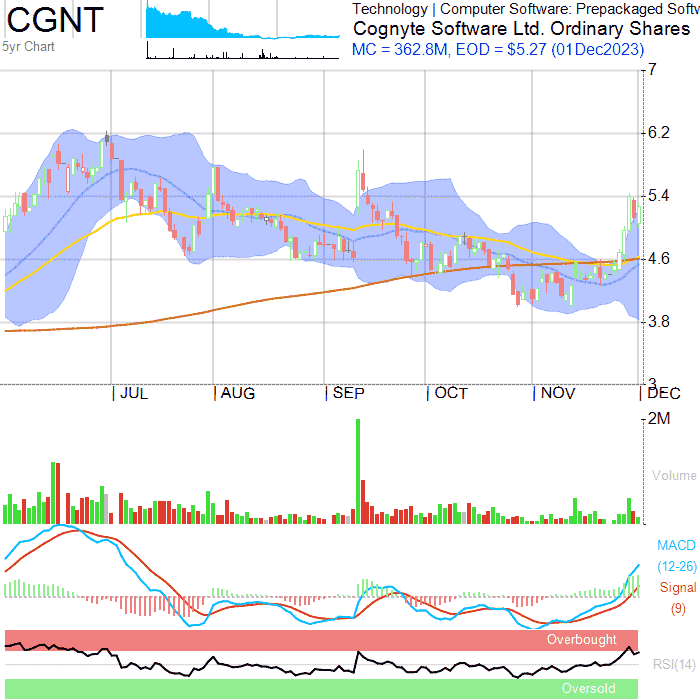 CGNT
5yr Chart
Technology | Computer Software: Prepackaged Softw
Cognyte Software Ltd. Ordinary Shares
MC = 362.8M, EOD = $5.27 (01Dec2023)
7
6.2
5.4
4.6
3.8
3
JUL AUG SEP OCT NOV DEC
2M
Volume
MACD
(12-26)
Signal
(9)
Overbought
RSI(14)
Oversold